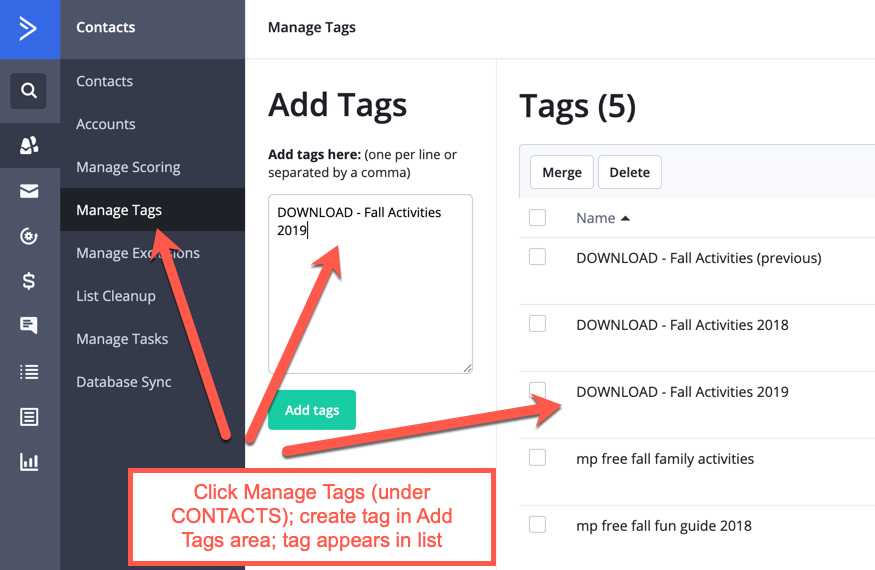 Contacts
Manage Tags
Contacts
Accounts
Manage Scoring
Manage Tags
Manage Exclusions
List Cleanup
Manage Tasks
Database Sync
Add Tags
Add tags here: (one per line or
separated by a comma)
DOWNLOAD - Fall Activities
2019
Add tags
Tags (5)
Merge
Delete
Name
DOWNLOAD - Fall Activities (previous)
DOWNLOAD - Fall Activities 2018
DOWNLOAD - Fall Activities 2019
mp free fall family activities
mp free fall fun guide 2018
Click Manage Tags (under
CONTACTS); create tag in Add
Tags area; tag appears in list